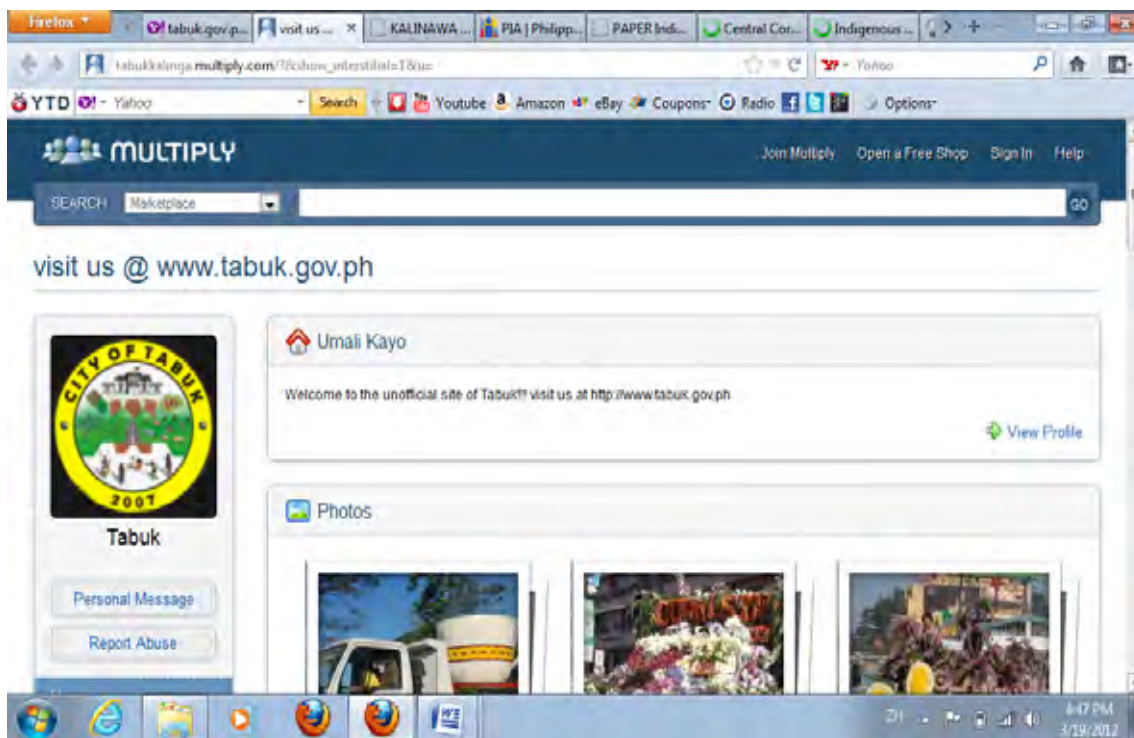 Firefox
tabuk.gov.p...
visit us ...
KALINAWA ...
PIA | Philipp...
PAPER Indi...
Central Cor...
Indigenous ...
tabukkalinga.multiply.com/?&show_interstitial=1&u=
Yahoo
YTD
Yahoo
Search
Youtube
Amazon
eBay
Coupons
Radio
Options
MULTIPLY
Join Multiply
Open a Free Shop
Sign In
Help
SEARCH
Marketplace
GO
visit us @ www.tabuk.gov.ph
CITY OF TABUK
2007
Tabuk
Personal Message
Report Abuse
Umali Kayo
Welcome to the unofficial site of Tabuk!!! visit us at http://www.tabuk.gov.ph
View Profile
Photos
ZH
4:47 PM
3/19/2012